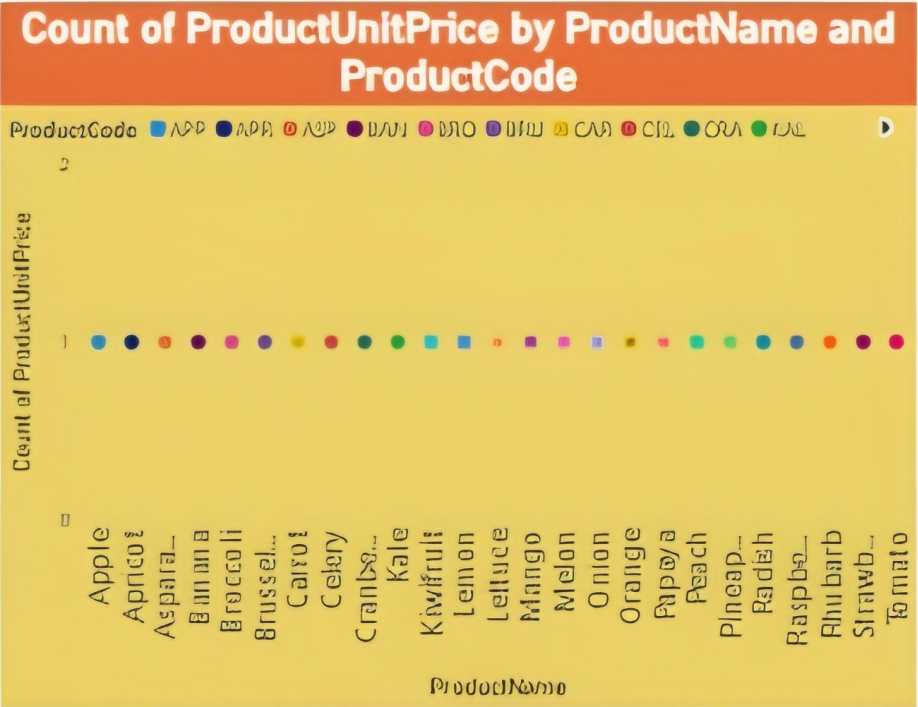 Count of ProductUnitPrice by ProductName and
ProductCode
ProductCode
Count of ProductUnitPrice
1
Apple
Apricot
Aspara...
Banana
Broccoli
Brussel...
Carrot
Celery
Cranbe...
Kale
Kiwifruit
Lemon
Lettuce
Mango
Melon
Onion
Orange
Papaya
Peach
Pineap...
Radish
Raspbe...
Rhubarb
Strawb...
Tomato
ProductName